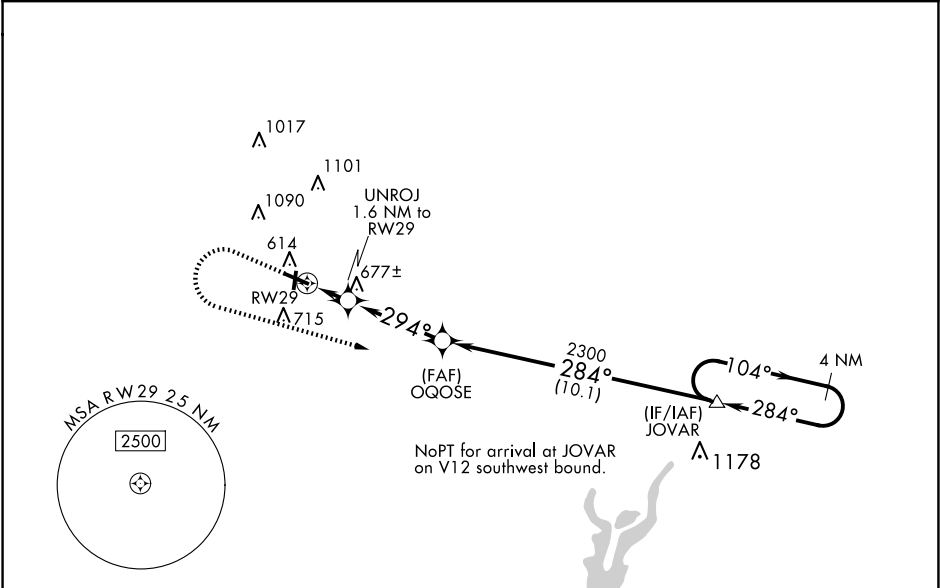 1017
1101
1090
UNROJ
1.6 NM to
RW29
614
677±
RW29
715
294°
(FAF)
OQOSE
2300
284°
(10.1)
104°
4 NM
284°
(IF/IAF)
JOVAR
1178
NoPT for arrival at JOVAR
on V12 southwest bound.
MSA RW29 25 NM
2500